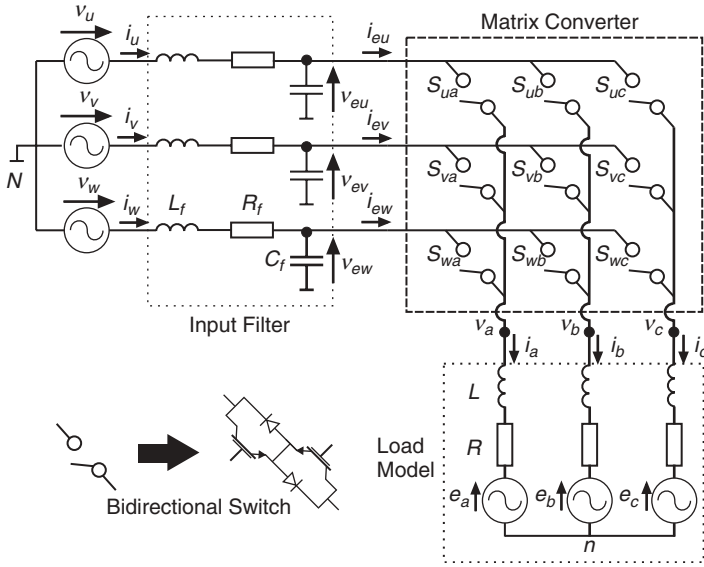 v_u i_u i_eu Matrix Converter
S_ua S_ub S_uc
v_eu
v_v i_v i_ev
N
S_va S_vb S_vc
v_ev
v_w i_w L_f R_f i_ew
C_f v_ew
S_wa S_wb S_wc
Input Filter
v_a v_b v_c
i_a i_b i_c
L
R
Load
Model
e_a e_b e_c
n
Bidirectional Switch